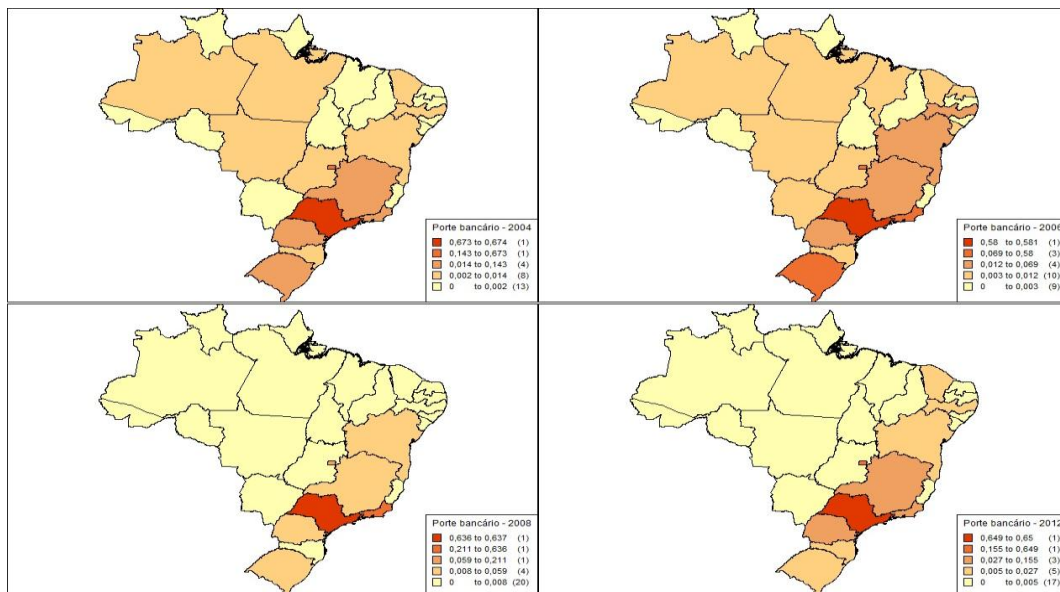 Porte bancário - 2004
0,673 to 0,674 (1)
0,143 to 0,673 (1)
0,014 to 0,143 (4)
0,002 to 0,014 (8)
0 to 0,002 (13)
Porte bancário - 2006
0,58 to 0,581 (1)
0,069 to 0,58 (3)
0,012 to 0,069 (4)
0,003 to 0,012 (10)
0 to 0,003 (9)
Porte bancário - 2008
0,636 to 0,637 (1)
0,211 to 0,636 (1)
0,059 to 0,211 (1)
0,008 to 0,059 (4)
0 to 0,008 (20)
Porte bancário - 2012
0,649 to 0,65 (1)
0,155 to 0,649 (1)
0,027 to 0,155 (3)
0,005 to 0,027 (5)
0 to 0,005 (17)